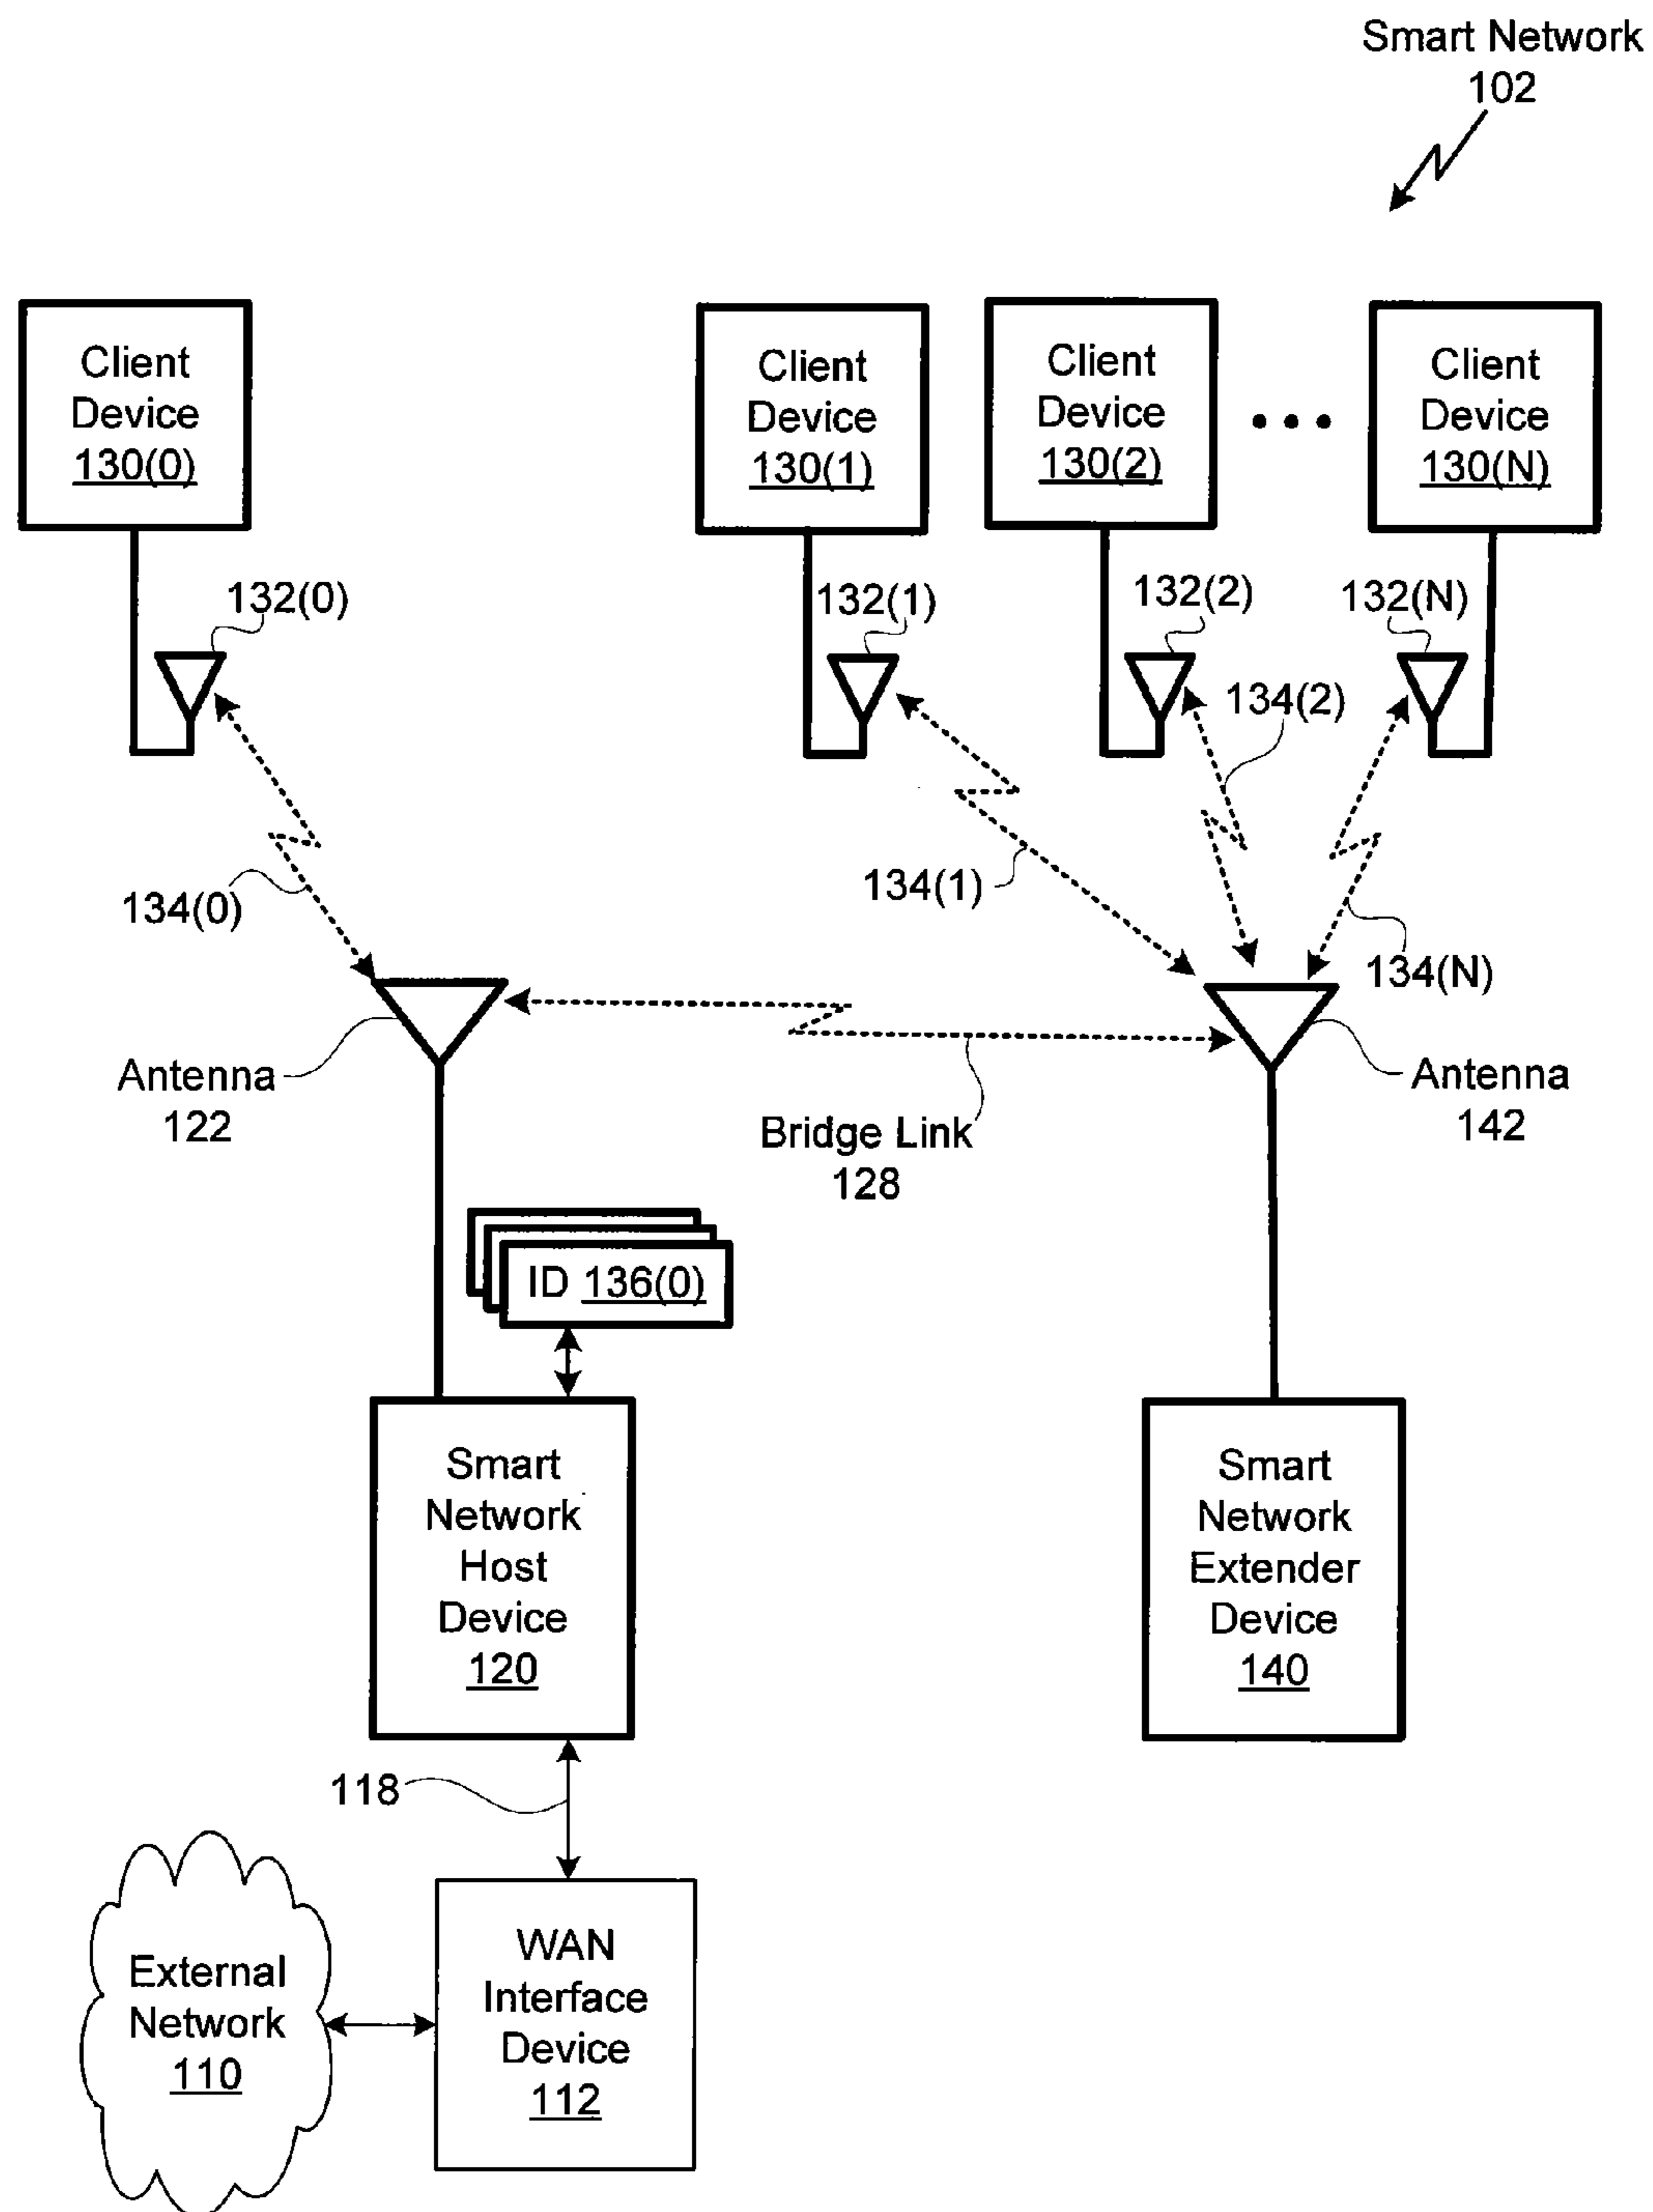 Smart Network
102
Client
Device
130(0)
Client
Device
130(1)
Client
Device
130(2)
Client
Device
130(N)
132(0)
132(1)
132(2)
132(N)
134(2)
134(0)
134(1)
134(N)
Antenna
122
Bridge Link
128
Antenna
142
ID 136(0)
Smart
Network
Host
Device
120
Smart
Network
Extender
Device
140
118
External
Network
110
WAN
Interface
Device
112